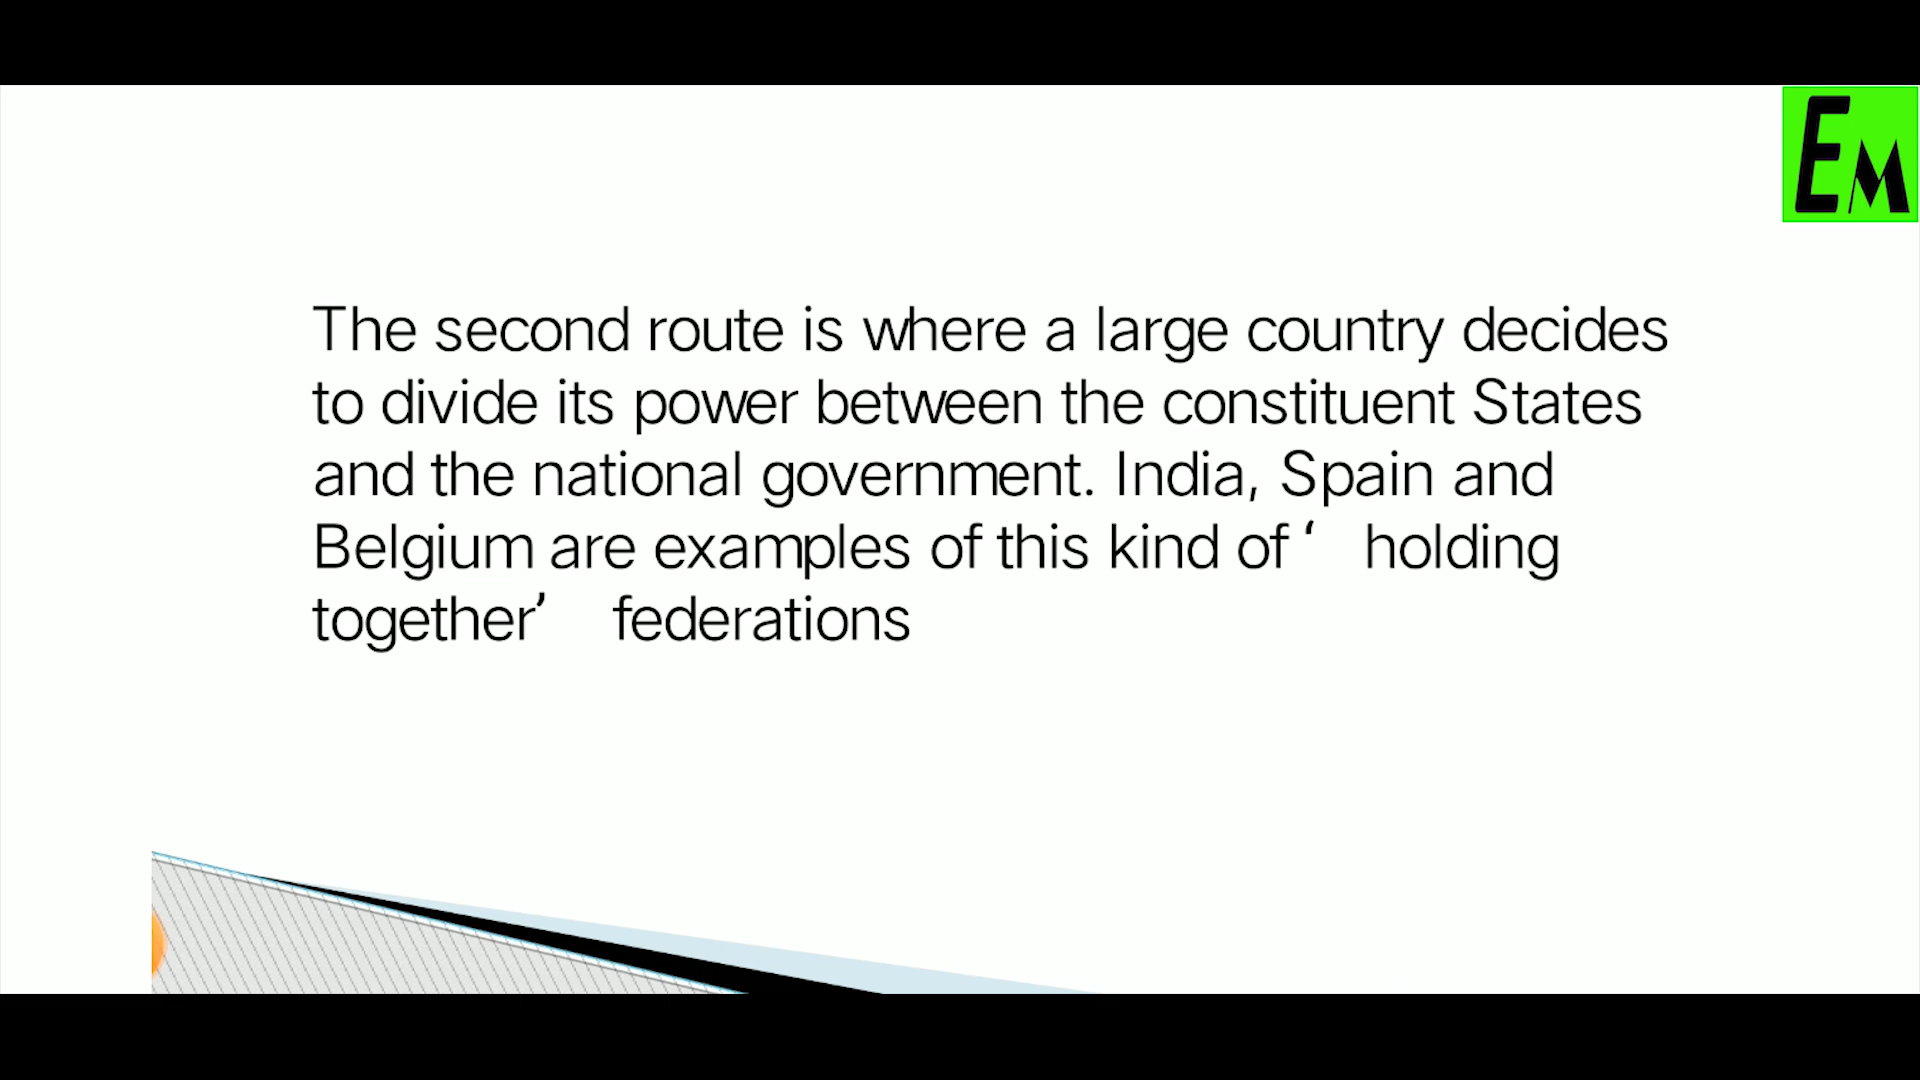 EM
The second route is where a large country decides
to divide its power between the constituent States
and the national government. India, Spain and
Belgium are examples of this kind of ‘ holding
together’ federations